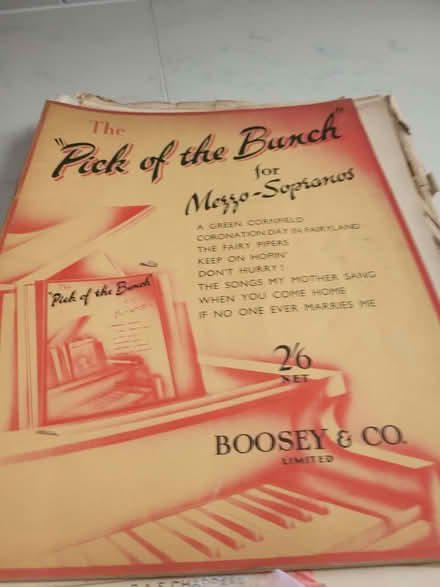 The
"Pick of the Bunch"
for
Mezzo-Sopranos
A GREEN CORNFIELD
CORONATION DAY IN FAIRYLAND
THE FAIRY PIPERS
KEEP ON HOPIN'
DON'T HURRY!
THE SONGS MY MOTHER SANG
WHEN YOU COME HOME
IF NO ONE EVER MARRIES ME
The
"Pick of the Bunch"
2/6
NET
BOOSEY & CO.
LIMITED